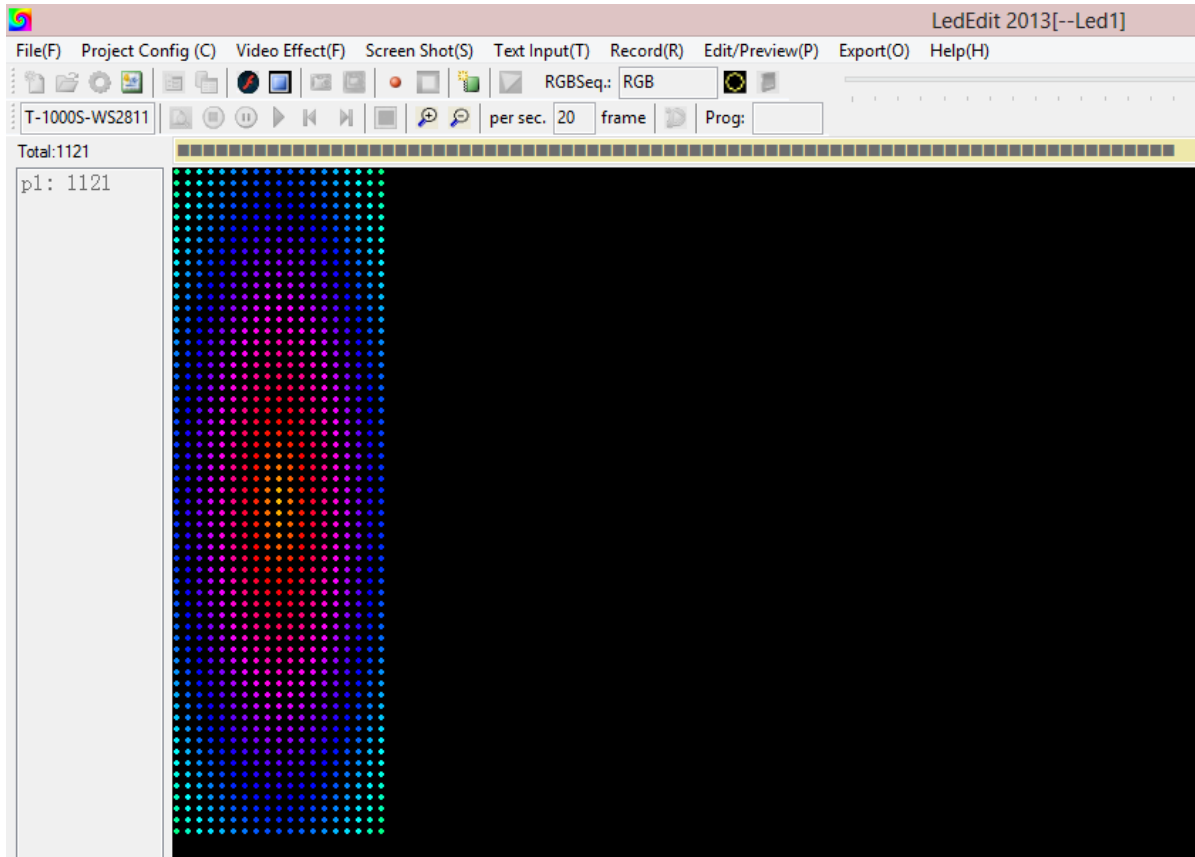 LedEdit 2013[--Led1]
File(F) Project Config (C) Video Effect(F) Screen Shot(S) Text Input(T) Record(R) Edit/Preview(P) Export(O) Help(H)
RGBSeq.: RGB
T-1000S-WS2811 per sec. 20 frame Prog:
Total:1121
p1: 1121